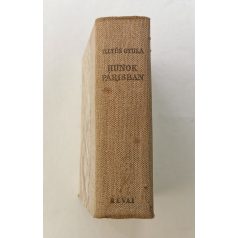 ILLYÉS GYULA
HUNOK
PÁRISBAN
RÉVAI